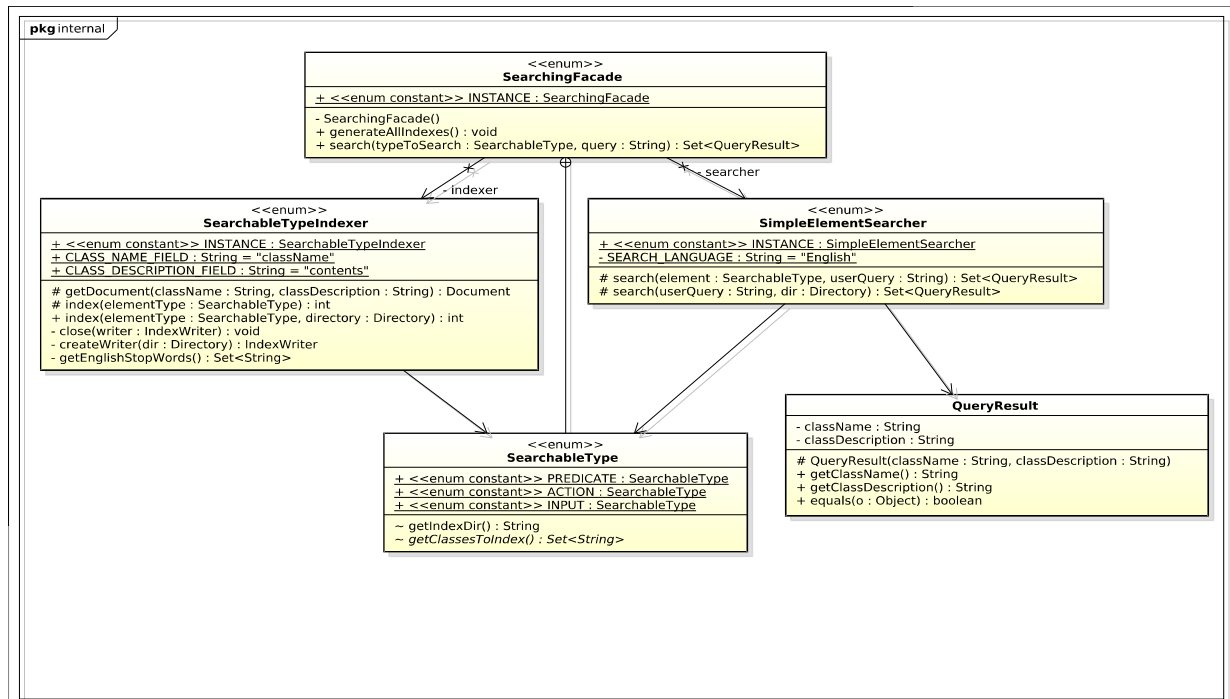 pkg internal
<<enum>>
SearchingFacade
+ <<enum constant>> INSTANCE : SearchingFacade
- SearchingFacade()
+ generateAllIndexes() : void
+ search(typeToSearch : SearchableType, query : String) : Set<QueryResult>
- indexer
- searcher
<<enum>>
SearchableTypeIndexer
+ <<enum constant>> INSTANCE : SearchableTypeIndexer
+ CLASS_NAME_FIELD : String = "className"
+ CLASS_DESCRIPTION_FIELD : String = "contents"
# getDocument(className : String, classDescription : String) : Document
# index(elementType : SearchableType) : int
+ index(elementType : SearchableType, directory : Directory) : int
- close(writer : IndexWriter) : void
- createWriter(dir : Directory) : IndexWriter
- getEnglishStopWords() : Set<String>
<<enum>>
SimpleElementSearcher
+ <<enum constant>> INSTANCE : SimpleElementSearcher
- SEARCH_LANGUAGE : String = "English"
# search(element : SearchableType, userQuery : String) : Set<QueryResult>
# search(userQuery : String, dir : Directory) : Set<QueryResult>
<<enum>>
SearchableType
+ <<enum constant>> PREDICATE : SearchableType
+ <<enum constant>> ACTION : SearchableType
+ <<enum constant>> INPUT : SearchableType
~ getIndexDir() : String
~ getClassesToIndex() : Set<String>
QueryResult
- className : String
- classDescription : String
# QueryResult(className : String, classDescription : String)
+ getClassName() : String
+ getClassDescription() : String
+ equals(o : Object) : boolean